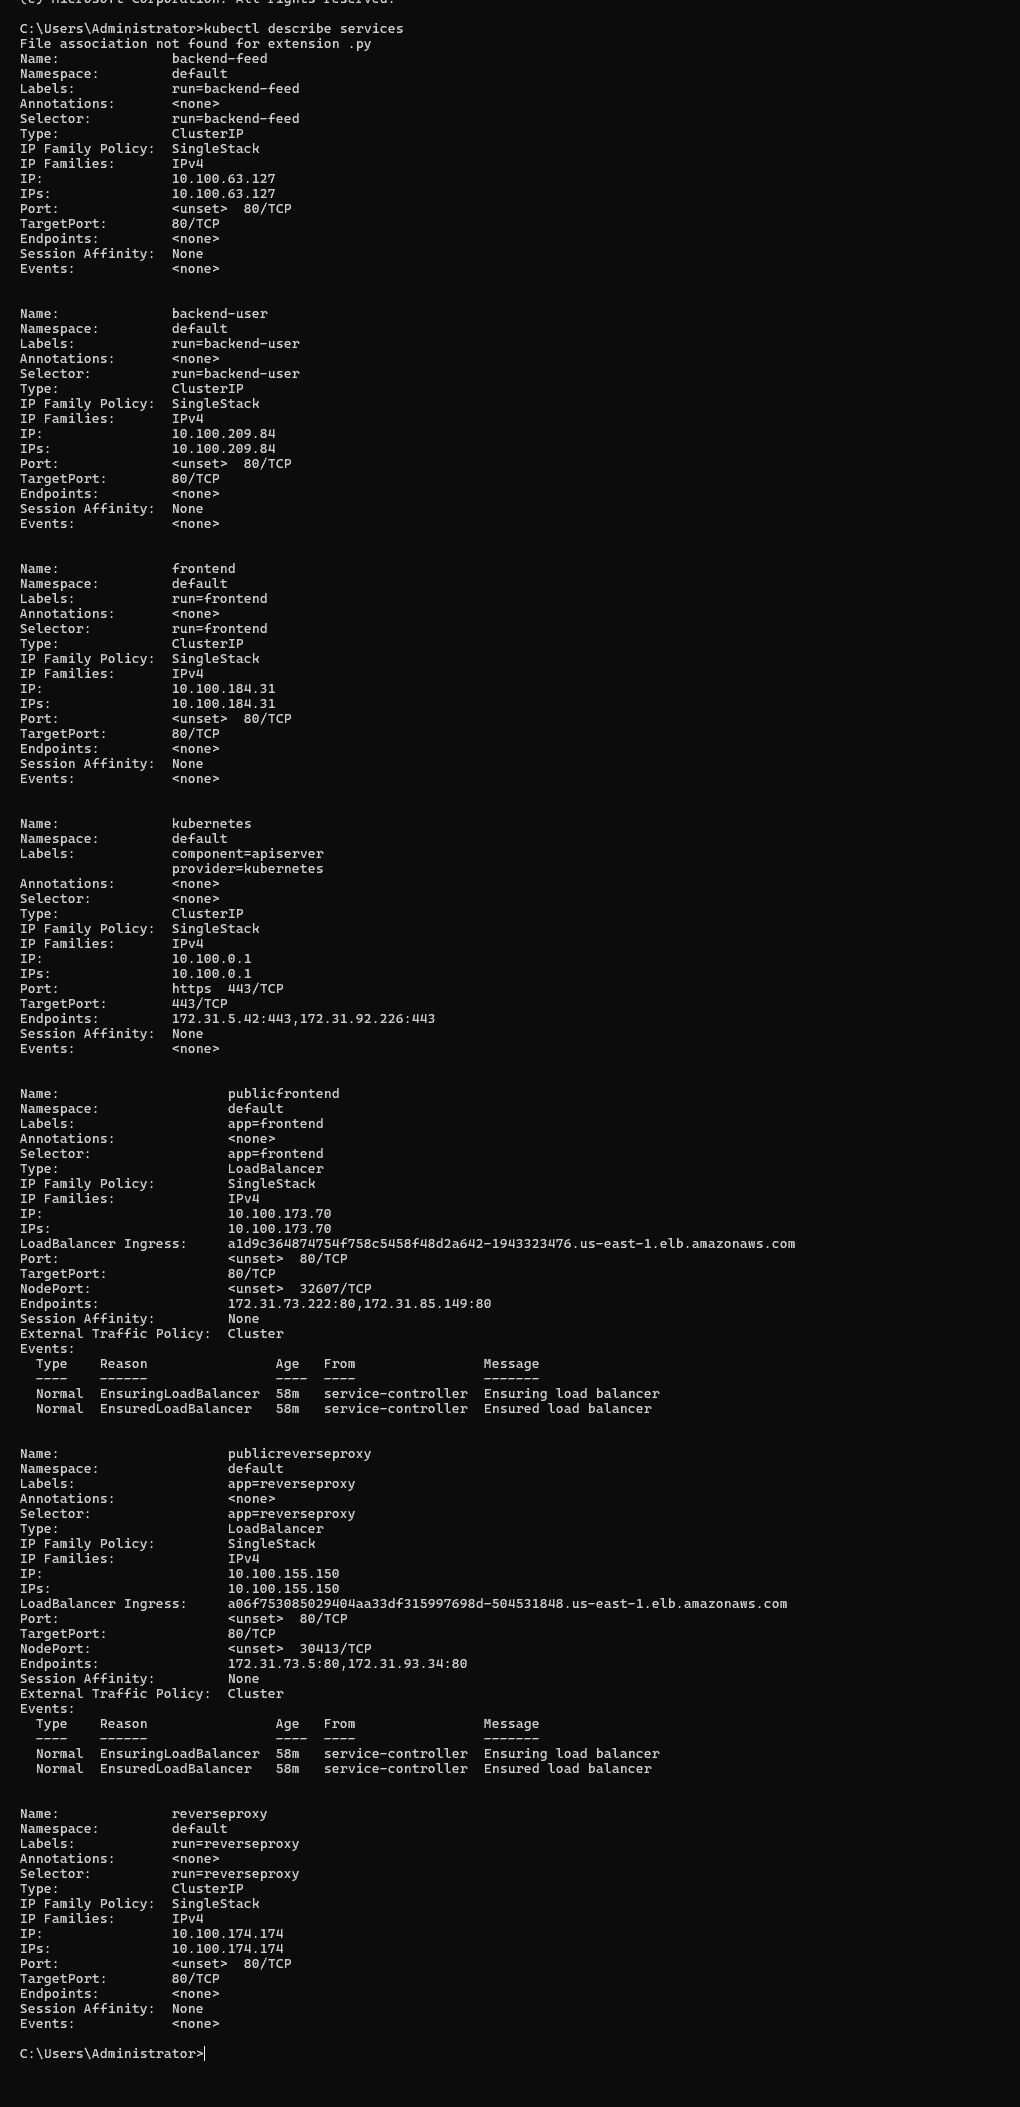 (c) Microsoft Corporation. All rights reserved.
C:\Users\Administrator>kubectl describe services
File association not found for extension .py
Name:              backend-feed
Namespace:         default
Labels:            run=backend-feed
Annotations:       <none>
Selector:          run=backend-feed
Type:              ClusterIP
IP Family Policy:  SingleStack
IP Families:       IPv4
IP:                10.100.63.127
IPs:               10.100.63.127
Port:              <unset>  80/TCP
TargetPort:        80/TCP
Endpoints:         <none>
Session Affinity:  None
Events:            <none>
Name:              backend-user
Namespace:         default
Labels:            run=backend-user
Annotations:       <none>
Selector:          run=backend-user
Type:              ClusterIP
IP Family Policy:  SingleStack
IP Families:       IPv4
IP:                10.100.209.84
IPs:               10.100.209.84
Port:              <unset>  80/TCP
TargetPort:        80/TCP
Endpoints:         <none>
Session Affinity:  None
Events:            <none>
Name:              frontend
Namespace:         default
Labels:            run=frontend
Annotations:       <none>
Selector:          run=frontend
Type:              ClusterIP
IP Family Policy:  SingleStack
IP Families:       IPv4
IP:                10.100.184.31
IPs:               10.100.184.31
Port:              <unset>  80/TCP
TargetPort:        80/TCP
Endpoints:         <none>
Session Affinity:  None
Events:            <none>
Name:              kubernetes
Namespace:         default
Labels:            component=apiserver
                   provider=kubernetes
Annotations:       <none>
Selector:          <none>
Type:              ClusterIP
IP Family Policy:  SingleStack
IP Families:       IPv4
IP:                10.100.0.1
IPs:               10.100.0.1
Port:              https  443/TCP
TargetPort:        443/TCP
Endpoints:         172.31.5.42:443,172.31.92.226:443
Session Affinity:  None
Events:            <none>
Name:                     publicfrontend
Namespace:                default
Labels:                   app=frontend
Annotations:              <none>
Selector:                 app=frontend
Type:                     LoadBalancer
IP Family Policy:         SingleStack
IP Families:              IPv4
IP:                       10.100.173.70
IPs:                      10.100.173.70
LoadBalancer Ingress:     a1d9c364874754f758c5458f48d2a642-1943323476.us-east-1.elb.amazonaws.com
Port:                     <unset>  80/TCP
TargetPort:               80/TCP
NodePort:                 <unset>  32607/TCP
Endpoints:                172.31.73.222:80,172.31.85.149:80
Session Affinity:         None
External Traffic Policy:  Cluster
Events:
  Type    Reason                Age   From                Message
  ----    ------                ----  ----                -------
  Normal  EnsuringLoadBalancer  58m   service-controller  Ensuring load balancer
  Normal  EnsuredLoadBalancer   58m   service-controller  Ensured load balancer
Name:                     publicreverseproxy
Namespace:                default
Labels:                   app=reverseproxy
Annotations:              <none>
Selector:                 app=reverseproxy
Type:                     LoadBalancer
IP Family Policy:         SingleStack
IP Families:              IPv4
IP:                       10.100.155.150
IPs:                      10.100.155.150
LoadBalancer Ingress:     a06f753085029404aa33df315997698d-504531848.us-east-1.elb.amazonaws.com
Port:                     <unset>  80/TCP
TargetPort:               80/TCP
NodePort:                 <unset>  30413/TCP
Endpoints:                172.31.73.5:80,172.31.93.34:80
Session Affinity:         None
External Traffic Policy:  Cluster
Events:
  Type    Reason                Age   From                Message
  ----    ------                ----  ----                -------
  Normal  EnsuringLoadBalancer  58m   service-controller  Ensuring load balancer
  Normal  EnsuredLoadBalancer   58m   service-controller  Ensured load balancer
Name:              reverseproxy
Namespace:         default
Labels:            run=reverseproxy
Annotations:       <none>
Selector:          run=reverseproxy
Type:              ClusterIP
IP Family Policy:  SingleStack
IP Families:       IPv4
IP:                10.100.174.174
IPs:               10.100.174.174
Port:              <unset>  80/TCP
TargetPort:        80/TCP
Endpoints:         <none>
Session Affinity:  None
Events:            <none>
C:\Users\Administrator>